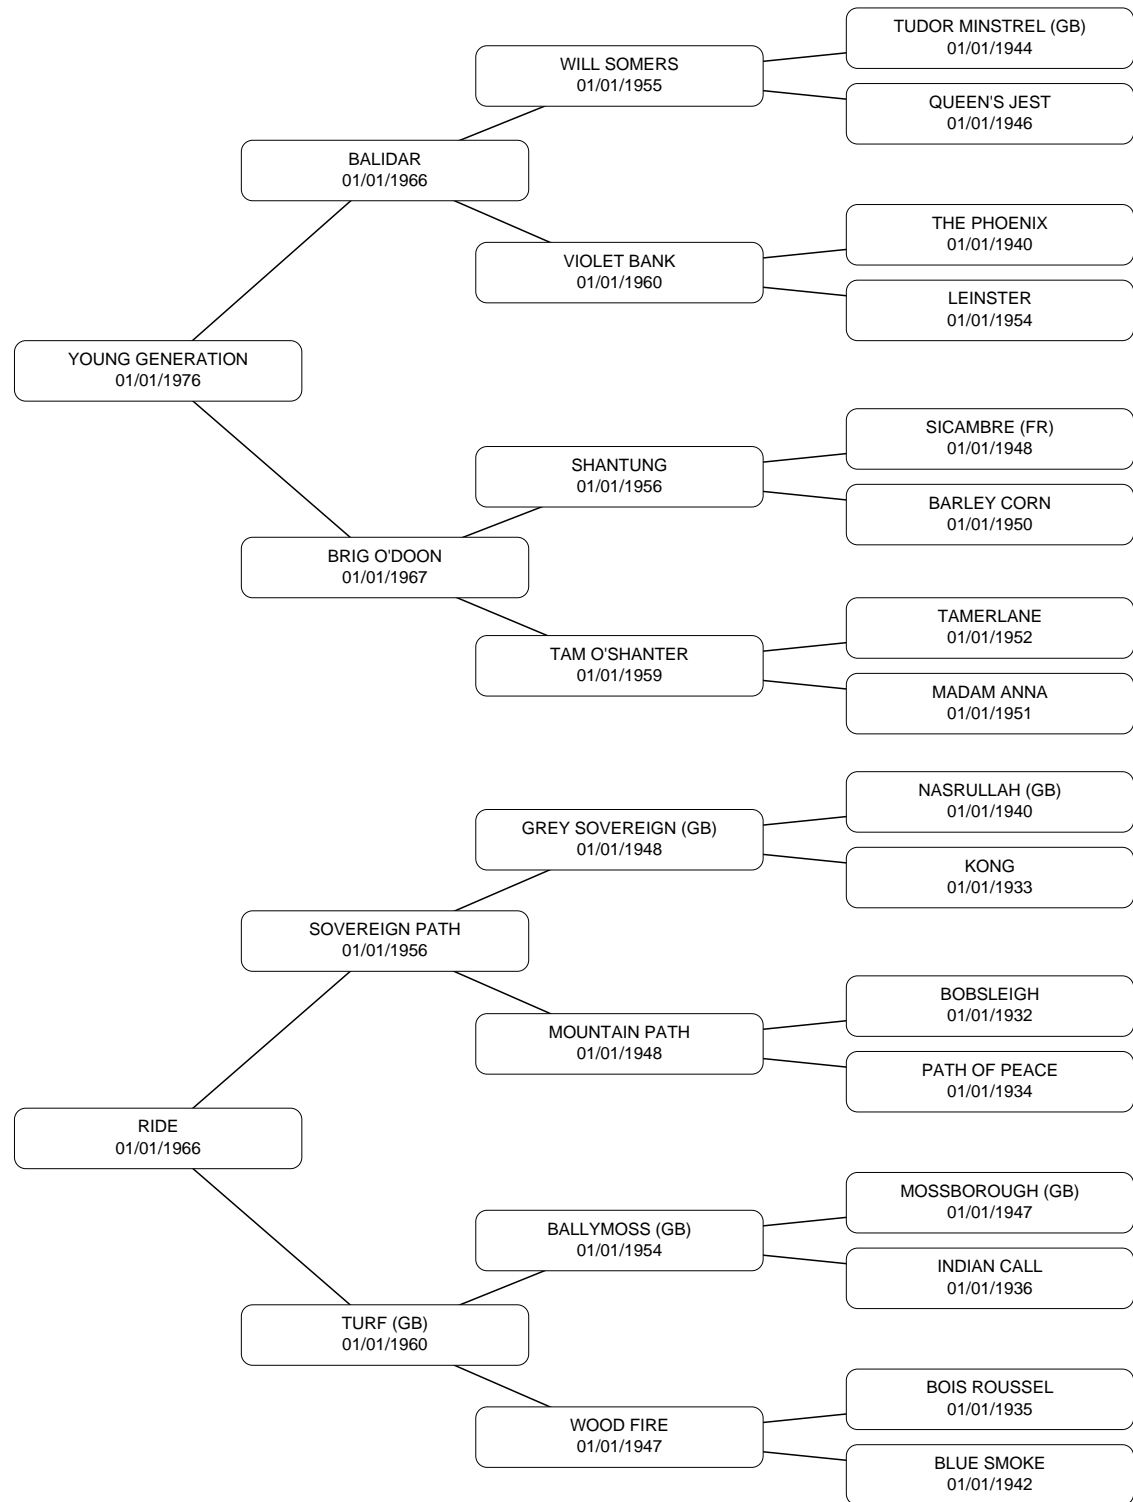 TUDOR MINSTREL (GB)
01/01/1944
WILL SOMERS
01/01/1955
QUEEN'S JEST
01/01/1946
BALIDAR
01/01/1966
THE PHOENIX
01/01/1940
VIOLET BANK
01/01/1960
LEINSTER
01/01/1954
YOUNG GENERATION
01/01/1976
SICAMBRE (FR)
01/01/1948
SHANTUNG
01/01/1956
BARLEY CORN
01/01/1950
BRIG O'DOON
01/01/1967
TAMERLANE
01/01/1952
TAM O'SHANTER
01/01/1959
MADAM ANNA
01/01/1951
NASRULLAH (GB)
01/01/1940
GREY SOVEREIGN (GB)
01/01/1948
KONG
01/01/1933
SOVEREIGN PATH
01/01/1956
BOBSLEIGH
01/01/1932
MOUNTAIN PATH
01/01/1948
PATH OF PEACE
01/01/1934
RIDE
01/01/1966
MOSSBOROUGH (GB)
01/01/1947
BALLYMOSS (GB)
01/01/1954
INDIAN CALL
01/01/1936
TURF (GB)
01/01/1960
BOIS ROUSSEL
01/01/1935
WOOD FIRE
01/01/1947
BLUE SMOKE
01/01/1942